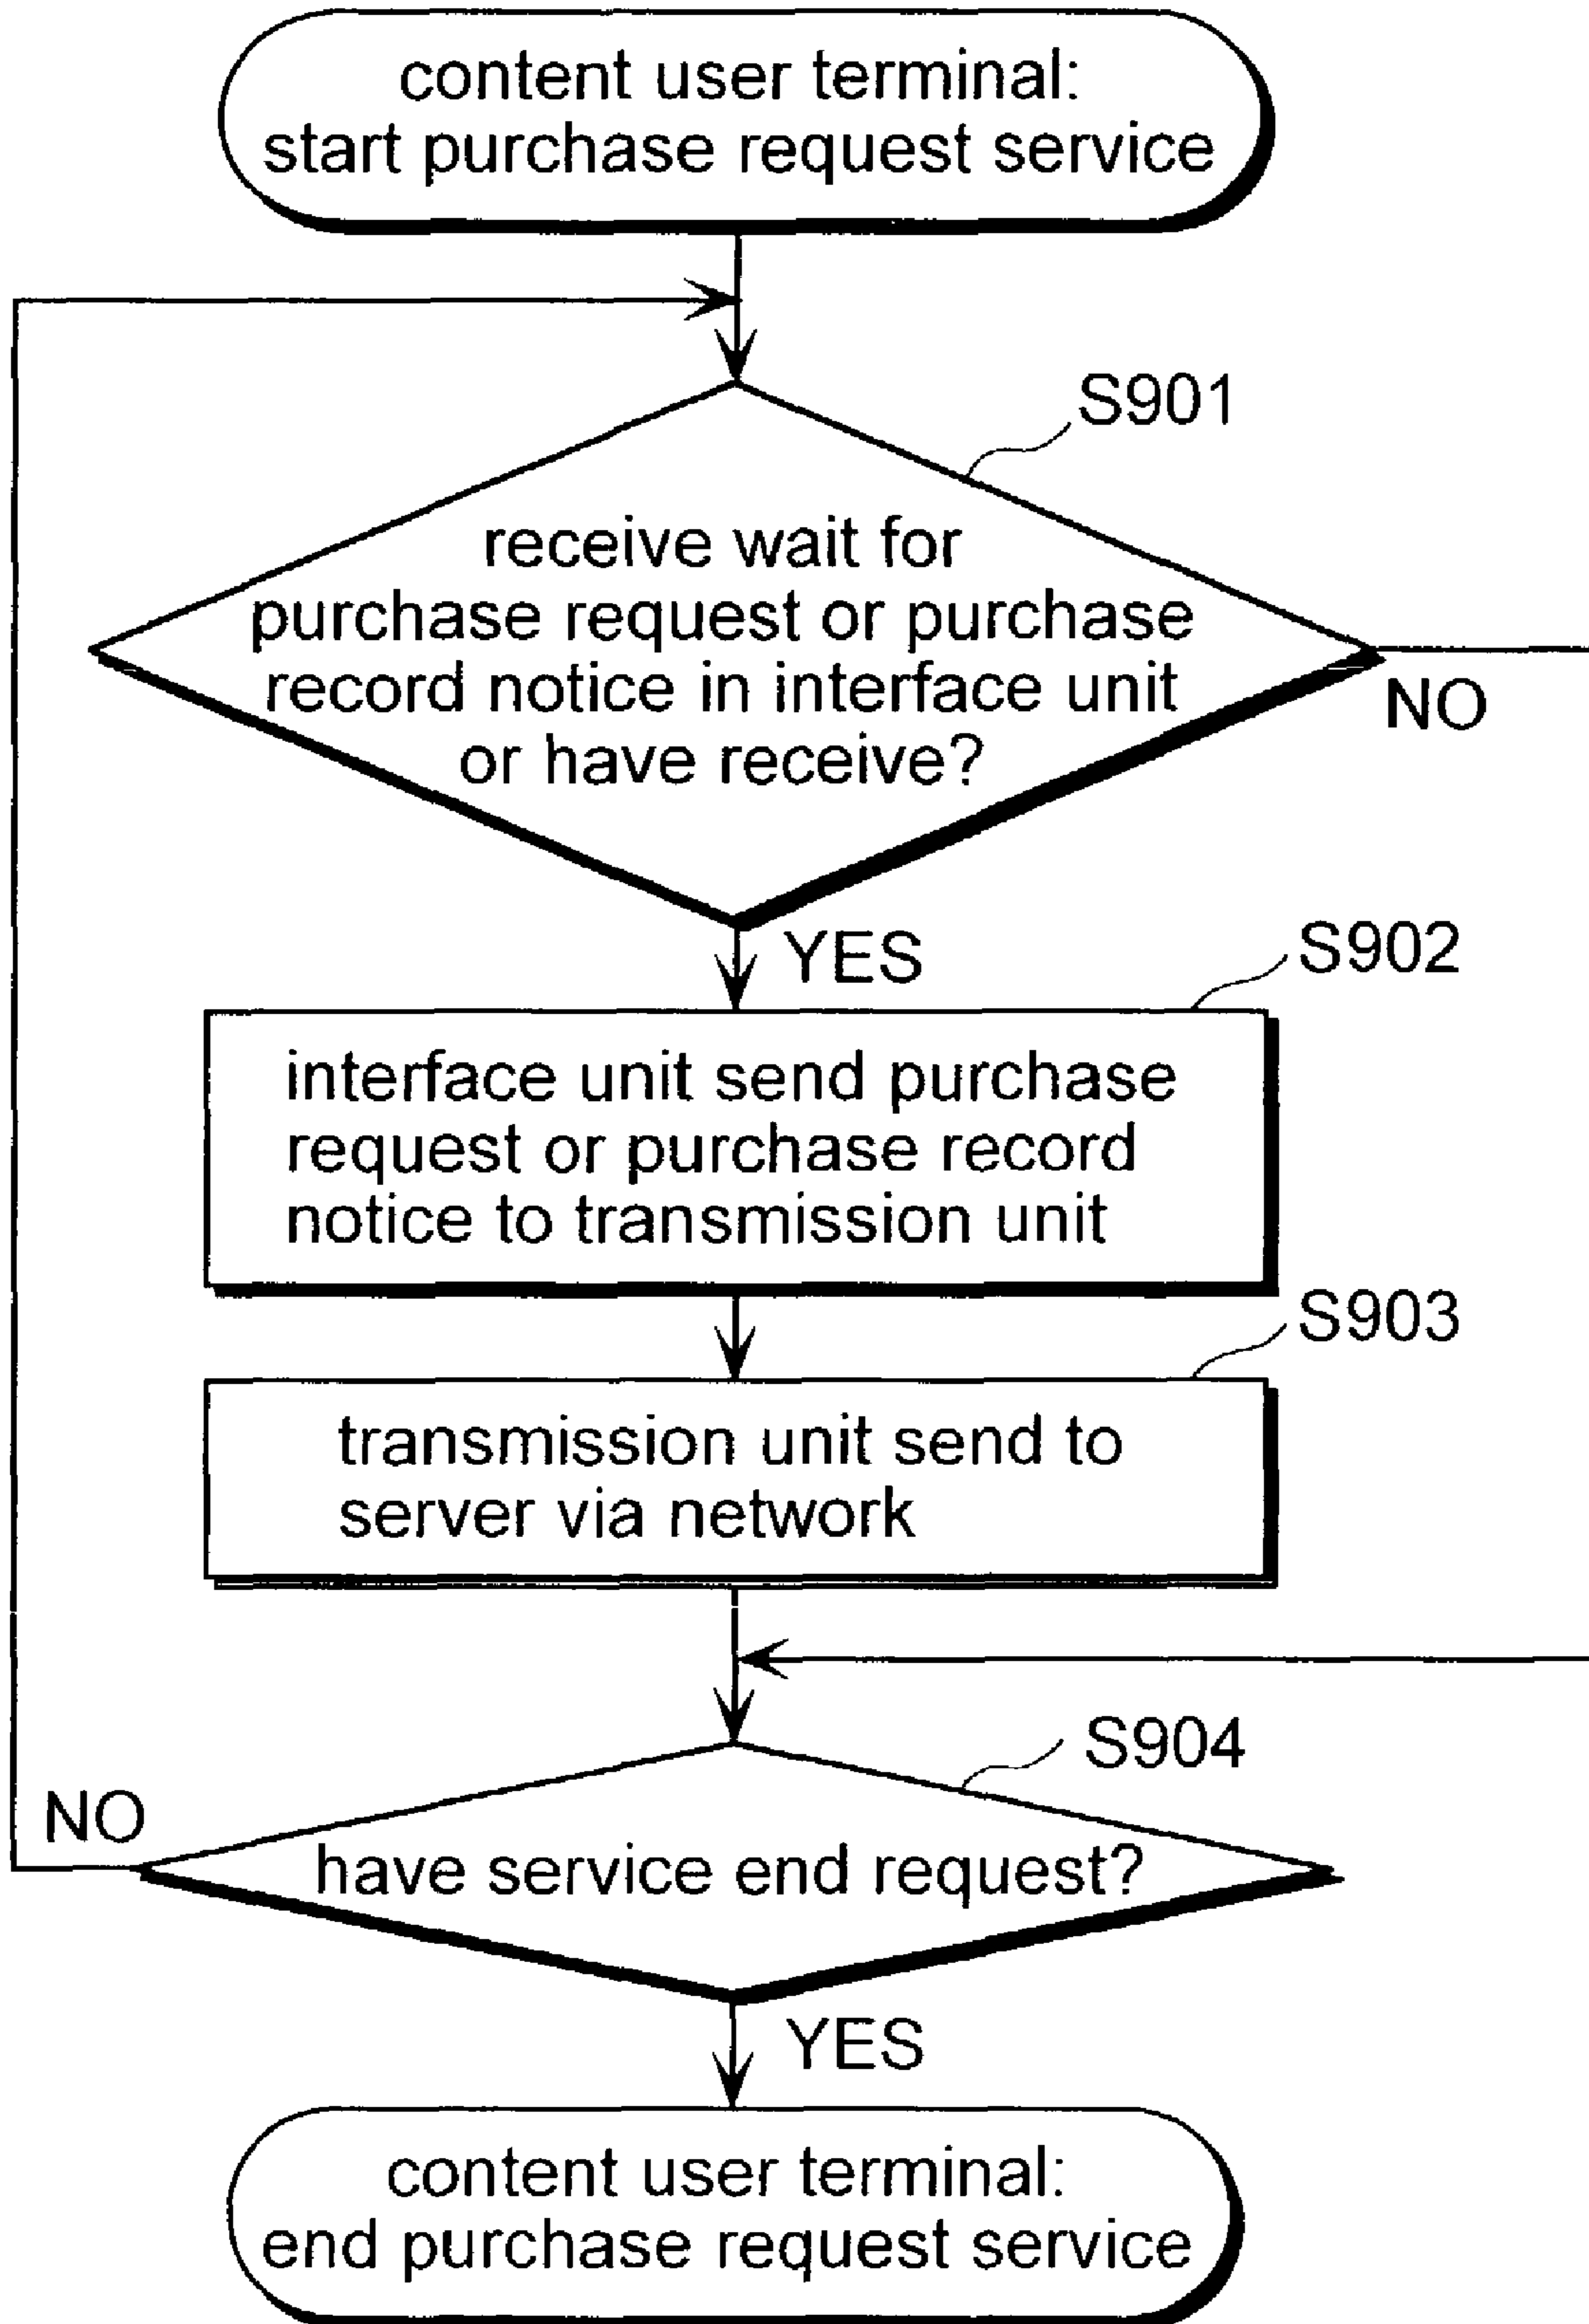 content user terminal:
start purchase request service
S901
receive wait for
purchase request or purchase
record notice in interface unit
or have receive?
NO
YES
S902
interface unit send purchase
request or purchase record
notice to transmission unit
S903
transmission unit send to
server via network
S904
NO
have service end request?
YES
content user terminal:
end purchase request service